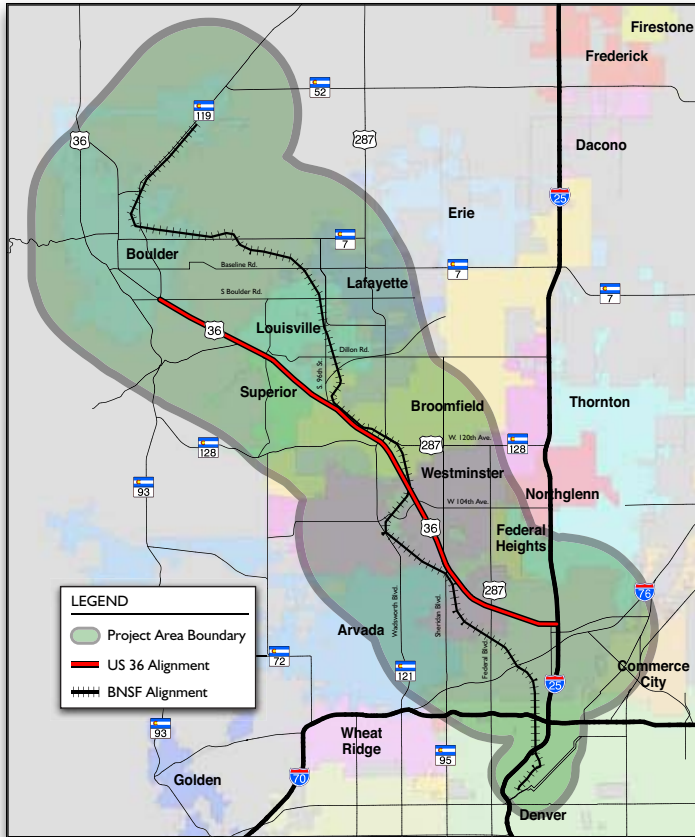 Firestone
Frederick
52
119
36
287
Dacono
25
Erie
7
Boulder
Baseline Rd.
Lafayette
7
7
S Boulder Rd.
36
Louisville
Dillon Rd.
S. 96th St.
Superior
Broomfield
Thornton
W. 120th Ave.
287
128
128
Westminster
93
Northglenn
W 104th Ave.
36
Federal
Heights
287
76
LEGEND
Project Area Boundary
US 36 Alignment
BNSF Alignment
Wadsworth Blvd.
Sheridan Blvd.
Federal Blvd.
Arvada
72
121
Commerce
City
25
93
Wheat
Ridge
95
Golden
70
Denver